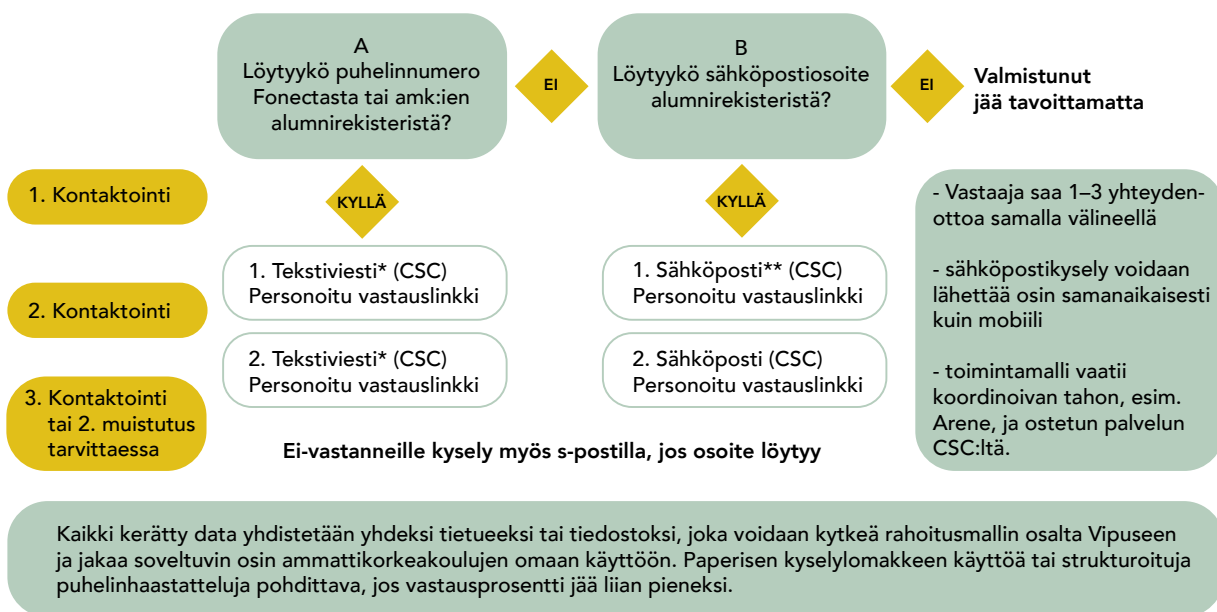 A
Löytyykö puhelinnumero
Fonectasta tai amk:ien
alumnirekisteristä?
EI
B
Löytyykö sähköpostiosoite
alumnirekisteristä?
EI
Valmistunut
jää tavoittamatta
1. Kontaktointi
KYLLÄ
KYLLÄ
1. Tekstiviesti* (CSC)
Personoitu vastauslinkki
1. Sähköposti** (CSC)
Personoitu vastauslinkki
2. Kontaktointi
2. Tekstiviesti* (CSC)
Personoitu vastauslinkki
2. Sähköposti (CSC)
Personoitu vastauslinkki
3. Kontaktointi
tai 2. muistutus
tarvittaessa
Ei-vastanneille kysely myös s-postilla, jos osoite löytyy
- Vastaaja saa 1–3 yhteyden-
ottoa samalla välineellä
- sähköpostikysely voidaan
lähettää osin samanaikaisesti
kuin mobiili
- toimintamalli vaatii
koordinoivan tahon, esim.
Arene, ja ostetun palvelun
CSC:ltä.
Kaikki kerätty data yhdistetään yhdeksi tietueeksi tai tiedostoksi, joka voidaan kytkeä rahoitusmallin osalta Vipuseen
ja jakaa soveltuvin osin ammattikorkeakoulujen omaan käyttöön. Paperisen kyselylomakkeen käyttöä tai strukturoituja
puhelinhaastatteluja pohdittava, jos vastausprosentti jää liian pieneksi.